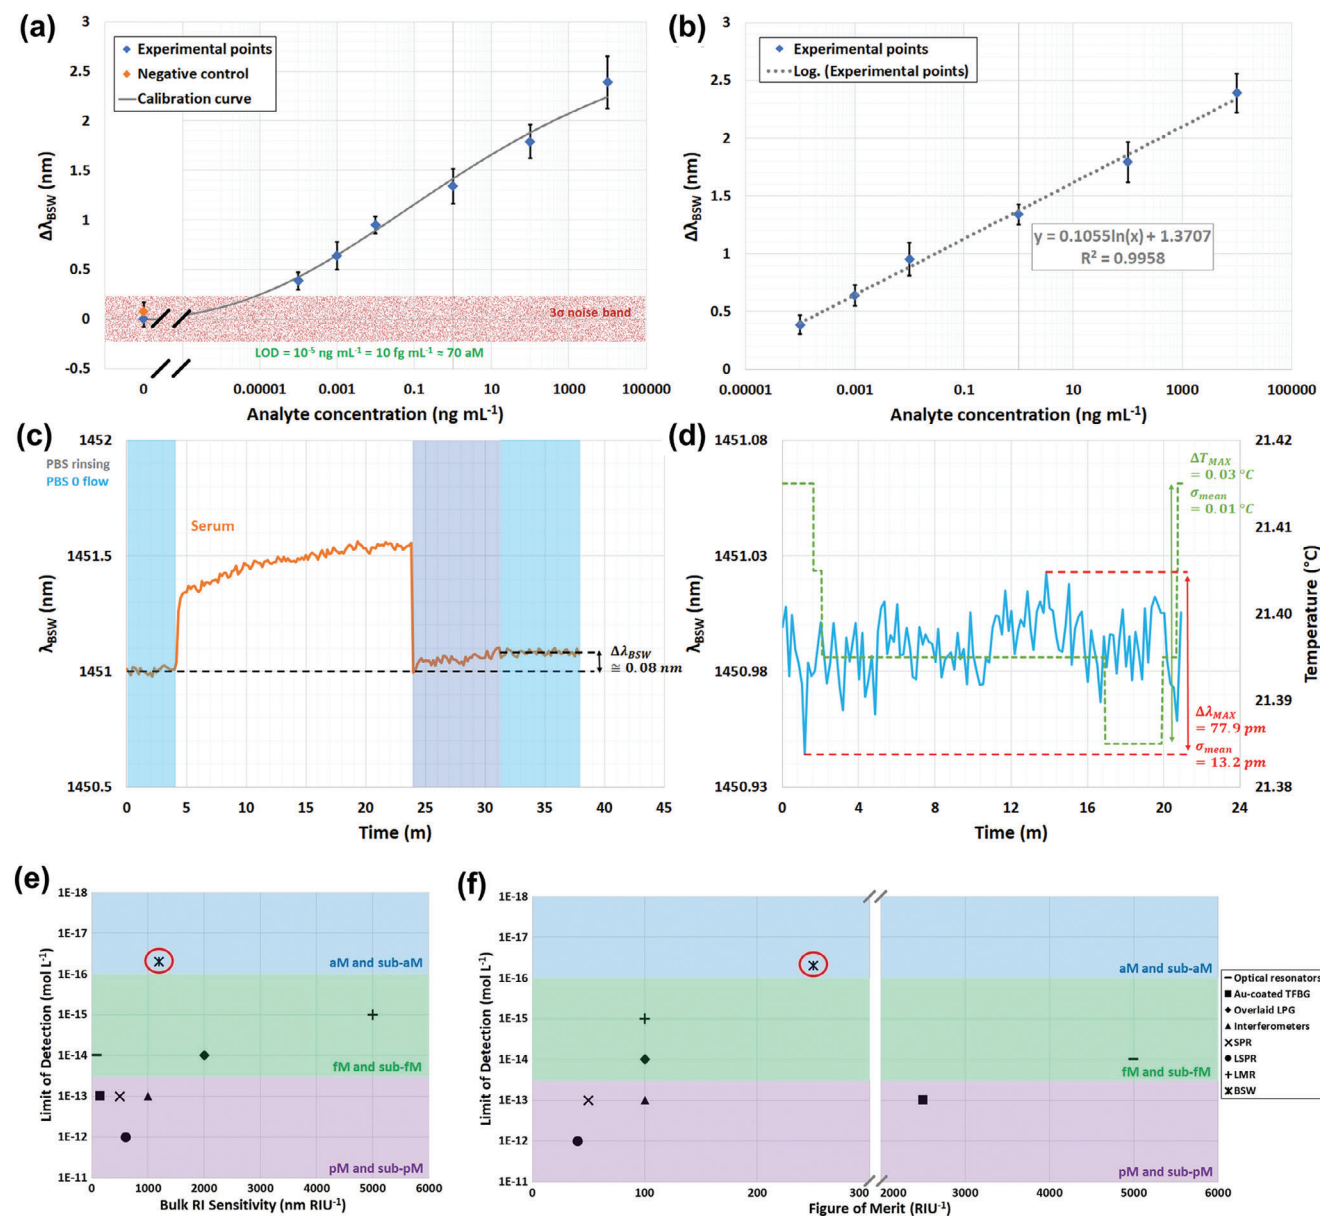 (a)
3
2.5
2
1.5
1
0.5
0
-0.5
ΔλBSW (nm)
Experimental points
Negative control
Calibration curve
3σ noise band
LOD = 10⁻⁵ ng mL⁻¹ = 10 fg mL⁻¹ ≈ 70 aM
0 0.00001 0.001 0.1 10 1000 100000
Analyte concentration (ng mL⁻¹)
(b)
3
2.5
2
1.5
1
0.5
0
ΔλBSW (nm)
Experimental points
Log. (Experimental points)
y = 0.1055ln(x) + 1.3707
R² = 0.9958
0.00001 0.001 0.1 10 1000 100000
Analyte concentration (ng mL⁻¹)
(c)
1452
1451.5
1451
1450.5
λBSW (nm)
PBS rinsing
PBS 0 flow
Serum
ΔλBSW
≅ 0.08 nm
0 5 10 15 20 25 30 35 40 45
Time (m)
(d)
1451.08
1451.03
1450.98
1450.93
λBSW (nm)
21.42
21.41
21.40
21.39
21.38
Temperature (°C)
ΔTMAX
= 0.03 °C
σmean
= 0.01 °C
ΔλMAX
= 77.9 pm
σmean
= 13.2 pm
0 4 8 12 16 20 24
Time (m)
(e)
1E-18
1E-17
1E-16
1E-15
1E-14
1E-13
1E-12
1E-11
Limit of Detection (mol L⁻¹)
aM and sub-aM
fM and sub-fM
pM and sub-pM
0 1000 2000 3000 4000 5000 6000
Bulk RI Sensitivity (nm RIU⁻¹)
(f)
1E-18
1E-17
1E-16
1E-15
1E-14
1E-13
1E-12
1E-11
Limit of Detection (mol L⁻¹)
aM and sub-aM
fM and sub-fM
pM and sub-pM
0 100 200 300 2000 3000 4000 5000 6000
Figure of Merit (RIU⁻¹)
Optical resonators
Au-coated TFBG
Overlaid LPG
Interferometers
SPR
LSPR
LMR
BSW